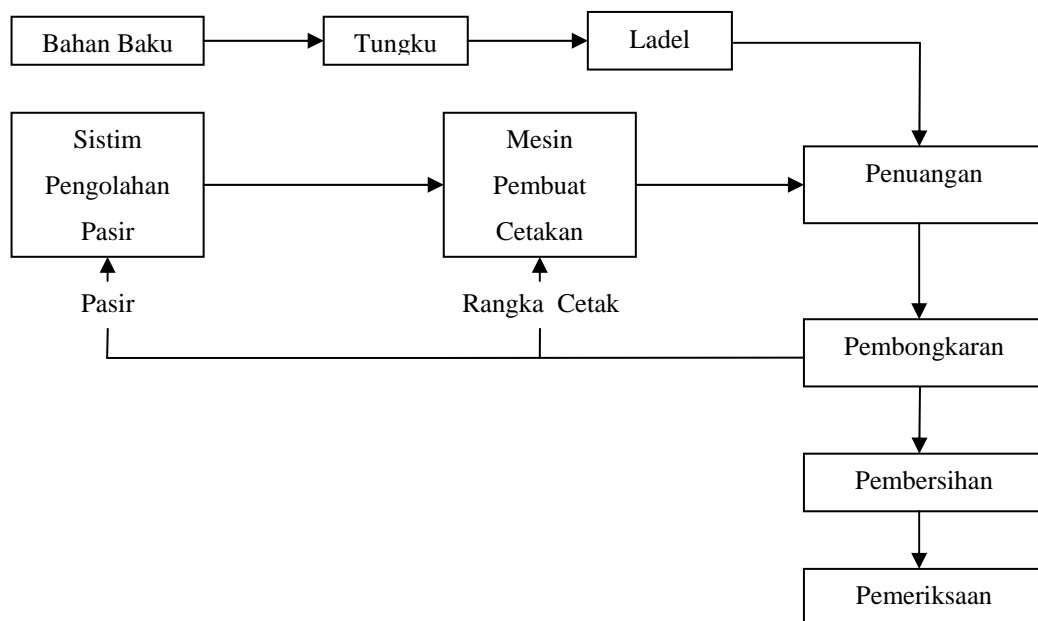 Bahan Baku
Tungku
Ladel
Sistim
Pengolahan
Pasir
Mesin
Pembuat
Cetakan
Penuangan
Pasir
Rangka Cetak
Pembongkaran
Pembersihan
Pemeriksaan